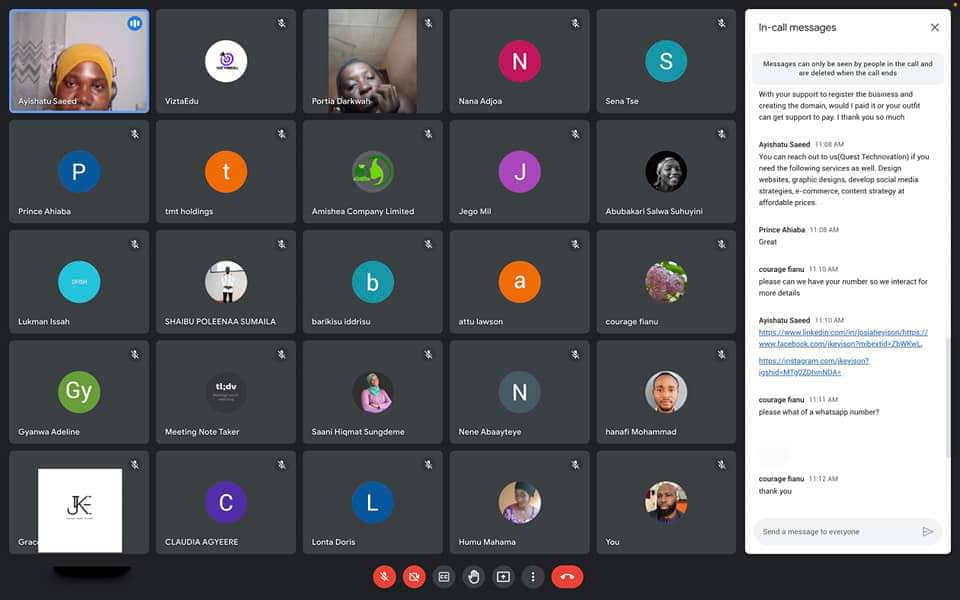 Ayishatu Saeed
ViztaEdu
Portia Darkwah
N
Nana Adjoa
S
Sena Tse
P
Prince Ahiaba
t
tmt holdings
Amishea Company Limited
J
Jego Mil
Abubakari Salwa Suhuyini
Lukman Issah
SHAIBU POLEENAA SUMAILA
b
barikisu iddrisu
a
attu lawson
courage fianu
Gy
Gyanwa Adeline
tl;dv
Meeting Note Taker
Saani Hiqmat Sungdeme
N
Nene Abaayteye
hanafi Mohammad
JKE
Grac
C
CLAUDIA AGYEERE
L
Lonta Doris
Humu Mahama
You
In-call messages
Messages can only be seen by people in the call and
are deleted when the call ends
With your support to register the business and
creating the domain, would I paid it or your outfit
can get support to pay. I thank you so much
Ayishatu Saeed 11:08 AM
You can reach out to us(Quest Technovation) if you
need the following services as well. Design
websites, graphic designs, develop social media
strategies, e-commerce, content strategy at
affordable prices.
Prince Ahiaba 11:08 AM
Great
courage fianu 11:10 AM
please can we have your number so we interact for
more details
Ayishatu Saeed 11:10 AM
https://www.linkedin.com/in/josiaheyison/https://
www.facebook.com/jkeyison?mibextid=ZbWKwL,
https://instagram.com/jkeyison?
igshid=MTg0ZDhmNDA=
courage fianu 11:11 AM
please what of a whatsapp number?
courage fianu 11:12 AM
thank you
Send a message to everyone